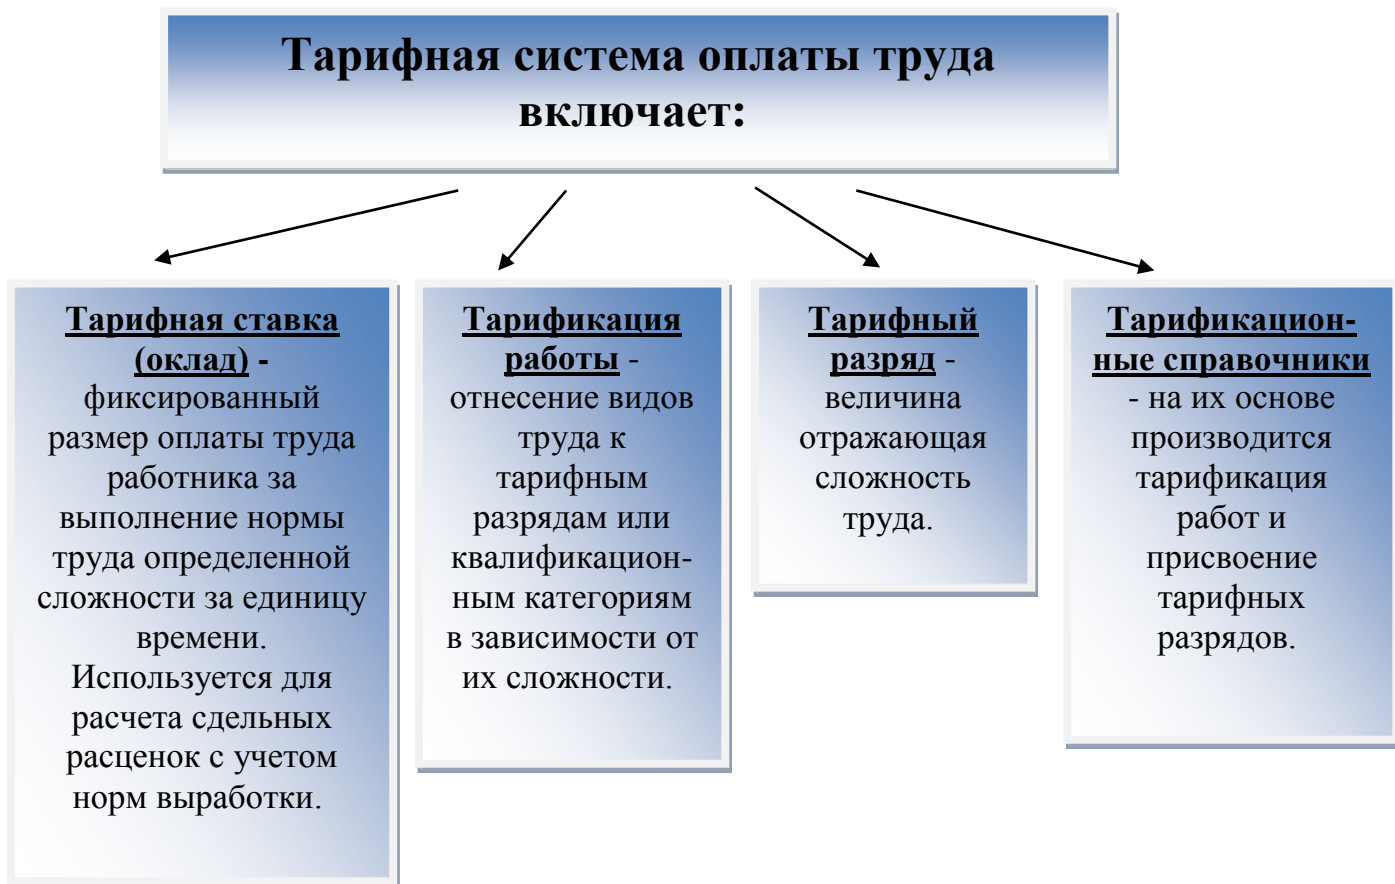 Тарифная система оплаты труда
включает:
Тарифная ставка
(оклад) -
фиксированный
размер оплаты труда
работника за
выполнение нормы
труда определенной
сложности за единицу
времени.
Используется для
расчета сдельных
расценок с учетом
норм выработки.
Тарификация
работы -
отнесение видов
труда к
тарифным
разрядам или
квалификацион-
ным категориям
в зависимости от
их сложности.
Тарифный
разряд -
величина
отражающая
сложность
труда.
Тарификацион-
ные справочники
- на их основе
производится
тарификация
работ и
присвоение
тарифных
разрядов.